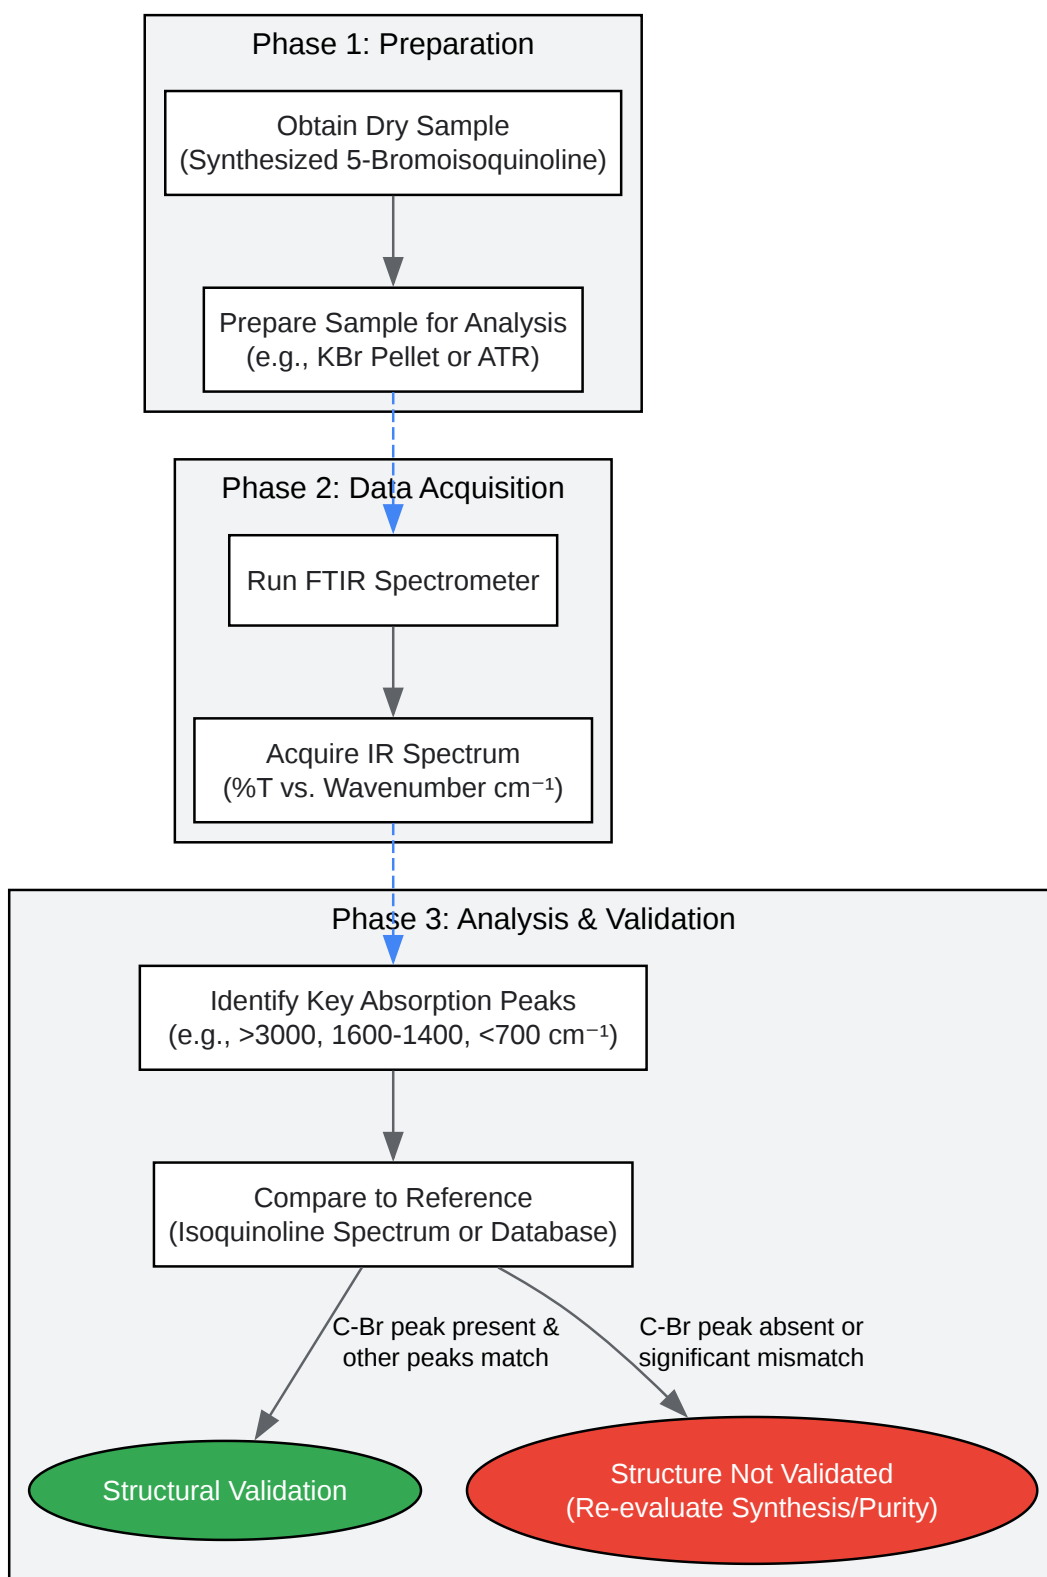 Phase 1: Preparation
Obtain Dry Sample
(Synthesized 5-Bromoisoquinoline)
Prepare Sample for Analysis
(e.g., KBr Pellet or ATR)
Phase 2: Data Acquisition
Run FTIR Spectrometer
Acquire IR Spectrum
(%T vs. Wavenumber cm⁻¹)
Phase 3: Analysis & Validation
Identify Key Absorption Peaks
(e.g., >3000, 1600-1400, <700 cm⁻¹)
Compare to Reference
(Isoquinoline Spectrum or Database)
C-Br peak present &
other peaks match
C-Br peak absent or
significant mismatch
Structural Validation
Structure Not Validated
(Re-evaluate Synthesis/Purity)